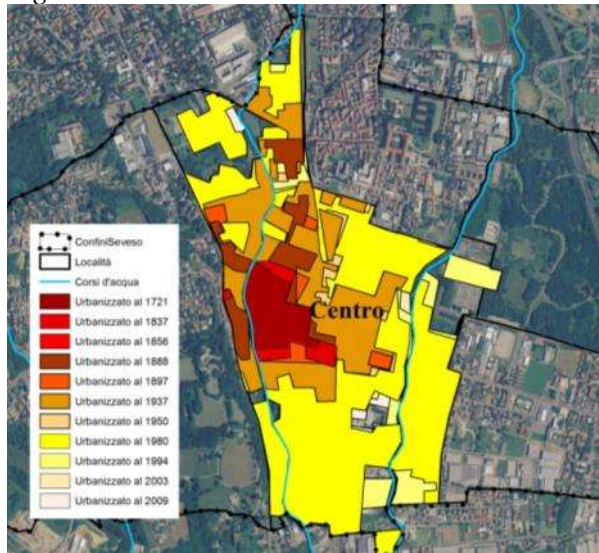 ConfiniSeveso
Località
Corsi d'acqua
Urbanizzato al 1721
Urbanizzato al 1837
Urbanizzato al 1856
Urbanizzato al 1888
Urbanizzato al 1897
Urbanizzato al 1937
Urbanizzato al 1950
Urbanizzato al 1980
Urbanizzato al 1994
Urbanizzato al 2003
Urbanizzato al 2009
Centro